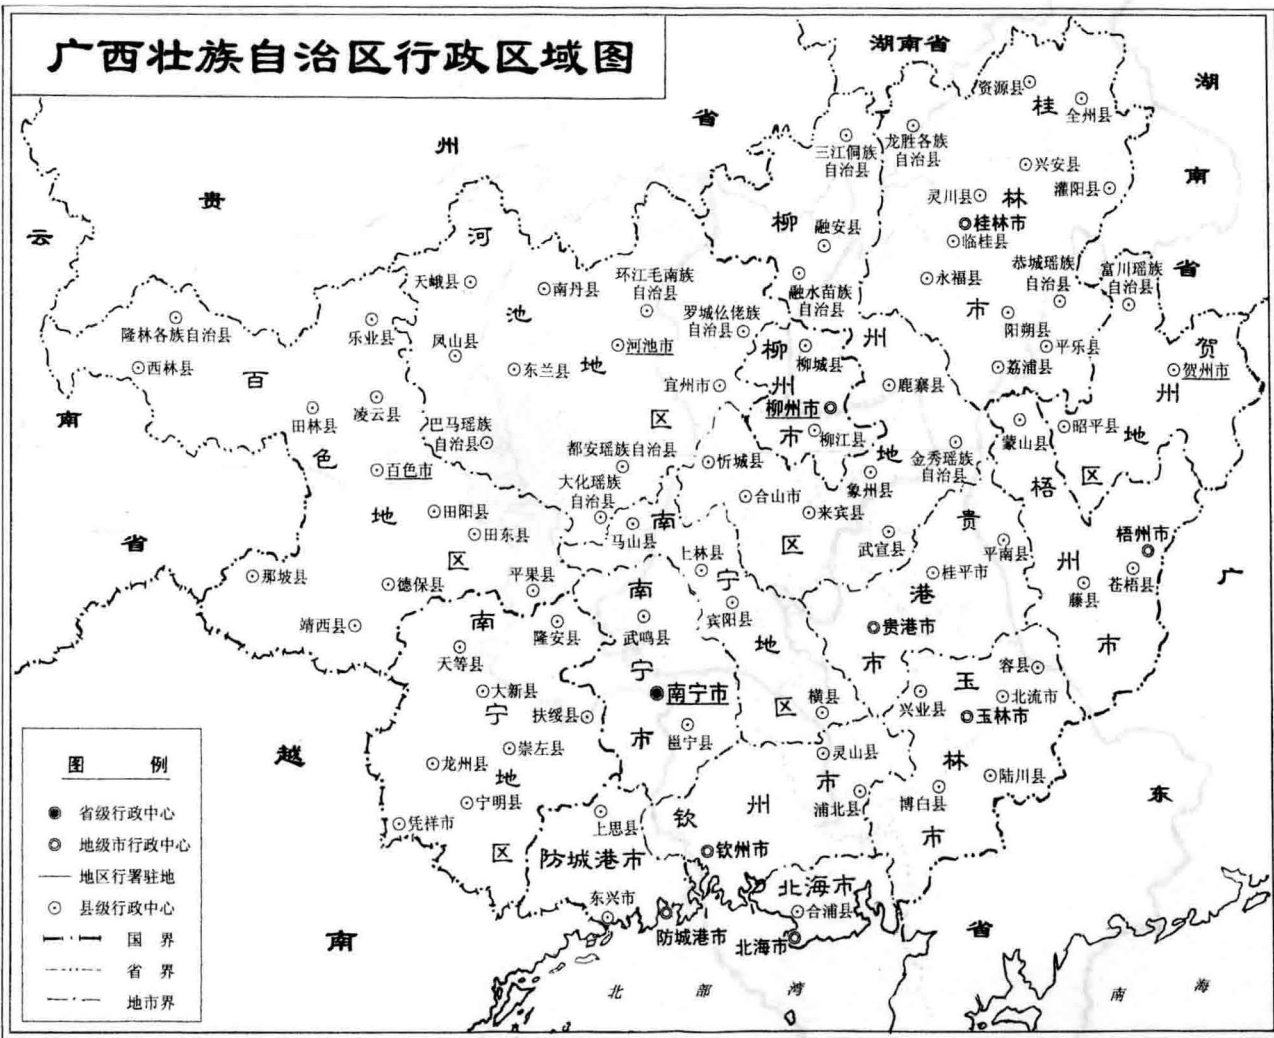 广西壮族自治区行政区域图
湖南省
湖
南
省
贵
州
省
云
南
省
越
南
广
东
省
桂
林
市
资源县
全州县
龙胜各族
自治县
兴安县
灌阳县
灵川县
桂林市
临桂县
永福县
恭城瑶族
自治县
阳朔县
平乐县
荔浦县
富川瑶族
自治县
贺
州
地
区
贺州市
昭平县
柳
州
地
区
三江侗族
自治县
融安县
融水苗族
自治县
鹿寨县
金秀瑶族
自治县
象州县
忻城县
合山市
来宾县
武宣县
柳
州
市
柳城县
柳州市
柳江县
河
池
地
区
天峨县
南丹县
环江毛南族
自治县
罗城仫佬族
自治县
凤山县
东兰县
河池市
宜州市
巴马瑶族
自治县
都安瑶族自治县
大化瑶族
自治县
百
色
地
区
隆林各族自治县
西林县
乐业县
田林县
凌云县
百色市
田阳县
田东县
平果县
那坡县
德保县
靖西县
南
宁
地
区
马山县
上林县
宾阳县
横县
南
宁
市
武鸣县
南宁市
邕宁县
南
宁
地
区
隆安县
天等县
大新县
扶绥县
崇左县
龙州县
宁明县
凭祥市
贵
港
市
平南县
桂平市
贵港市
梧
州
市
蒙山县
梧州市
苍梧县
藤县
玉
林
市
容县
北流市
兴业县
玉林市
陆川县
博白县
钦
州
市
灵山县
浦北县
钦州市
防城港市
上思县
东兴市
防城港市
北海市
合浦县
北海市
北
部
湾
南
海
图 例
省级行政中心
地级市行政中心
地区行署驻地
县级行政中心
国 界
省 界
地市界